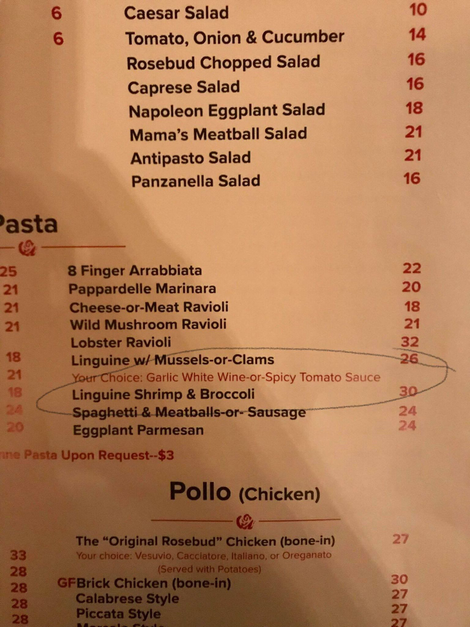 6 Caesar Salad 10
6 Tomato, Onion & Cucumber 14
Rosebud Chopped Salad 16
Caprese Salad 16
Napoleon Eggplant Salad 18
Mama's Meatball Salad 21
Antipasto Salad 21
Panzanella Salad 16
Pasta
25 8 Finger Arrabbiata 22
21 Pappardelle Marinara 20
21 Cheese-or-Meat Ravioli 18
21 Wild Mushroom Ravioli 21
Lobster Ravioli 32
18 Linguine w/ Mussels-or-Clams 26
21 Your Choice: Garlic White Wine-or-Spicy Tomato Sauce
18 Linguine Shrimp & Broccoli 30
24 Spaghetti & Meatballs-or- Sausage 24
20 Eggplant Parmesan 24
Pasta Upon Request--$3
Pollo (Chicken)
The "Original Rosebud" Chicken (bone-in) 27
33 Your choice: Vesuvio, Cacciatore, Italian, or Oreganato
28 (Served with Potatoes)
28 GFBrick Chicken (bone-in) 30
28 Calabrese Style 27
28 Piccata Style 27